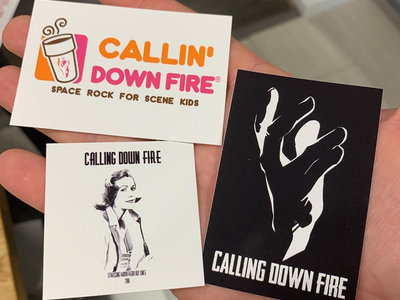 CALLIN'
DOWN FIRE®
SPACE ROCK FOR SCENE KIDS
CALLING DOWN FIRE
CALLING DOWN FIRE